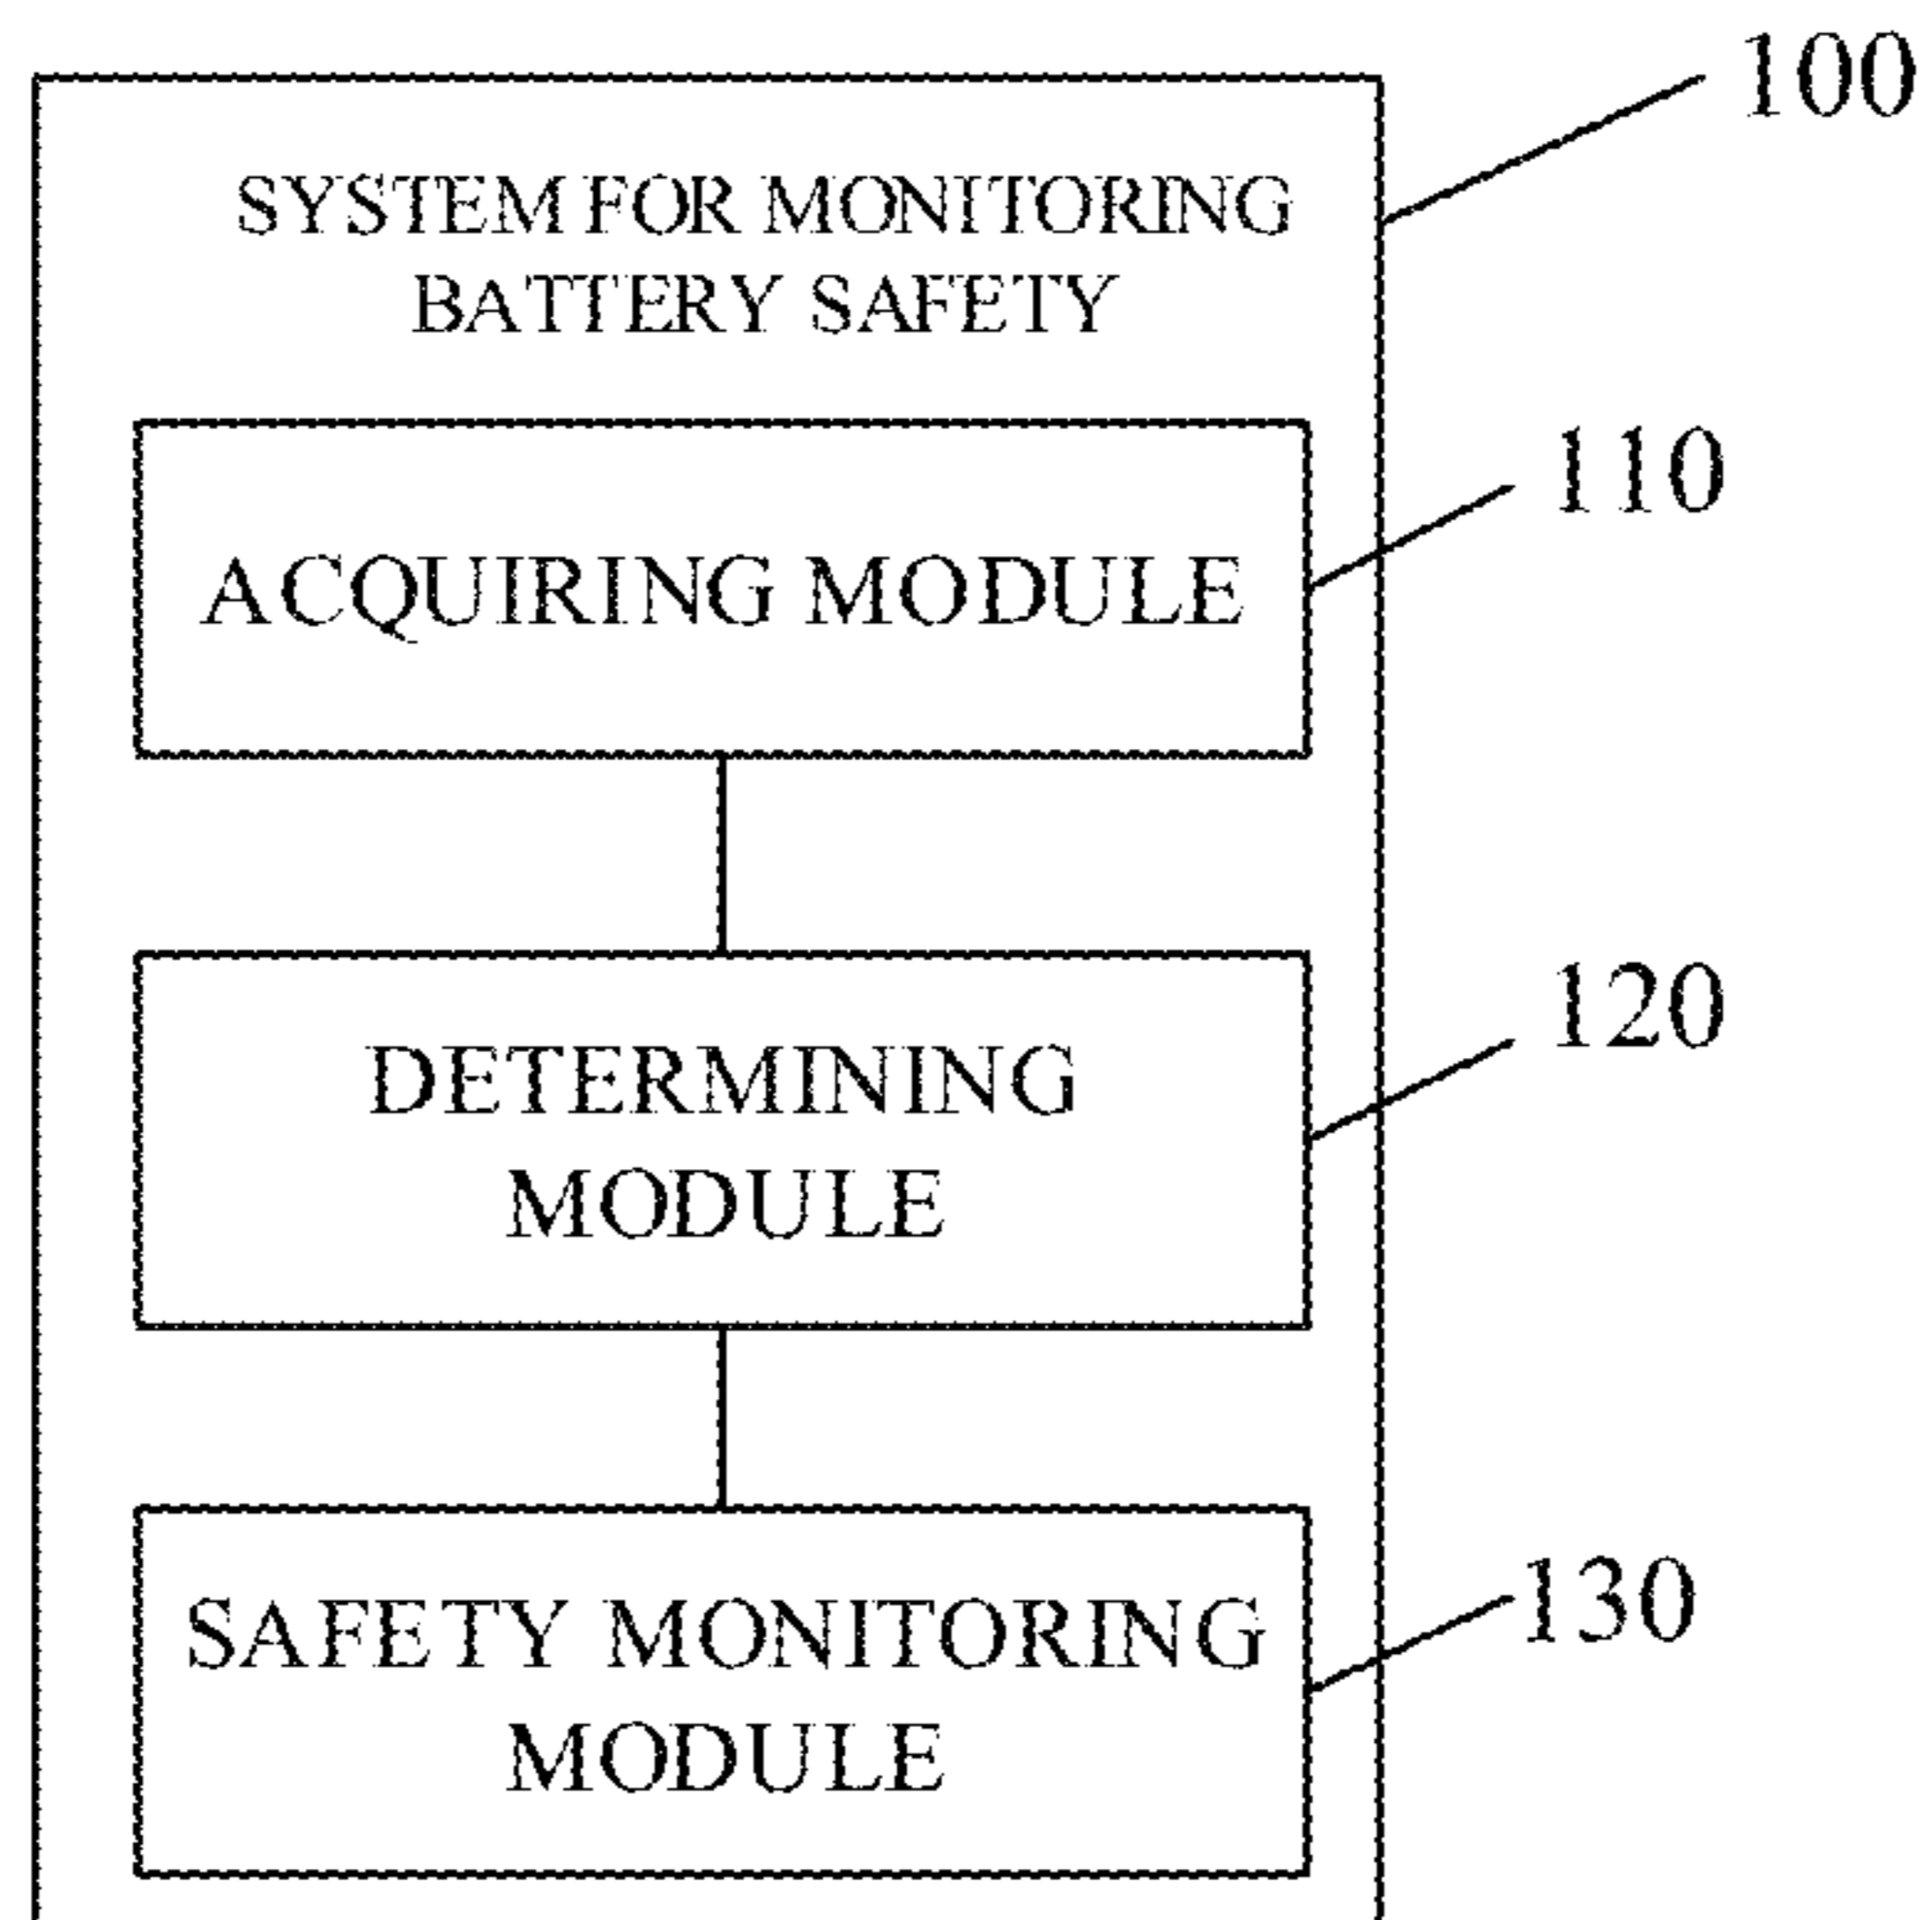 100
SYSTEM FOR MONITORING
BATTERY SAFETY
110
ACQUIRING MODULE
120
DETERMINING
MODULE
130
SAFETY MONITORING
MODULE